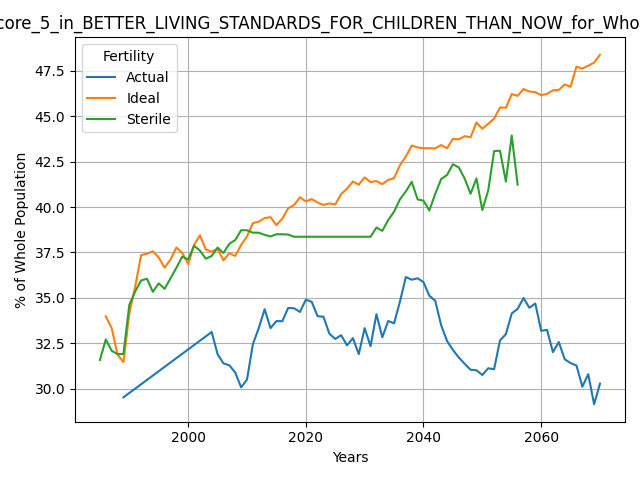 core_5_in_BETTER_LIVING_STANDARDS_FOR_CHILDREN_THAN_NOW_for_Who
Fertility
Actual
Ideal
Sterile
% of Whole Population
47.5
45.0
42.5
40.0
37.5
35.0
32.5
30.0
2000 2020 2040 2060
Years